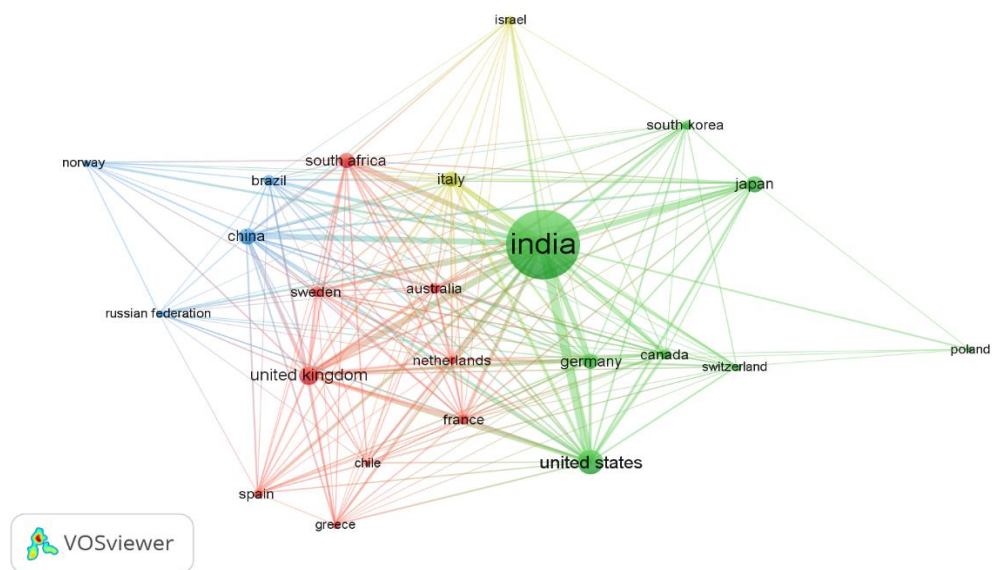 israel
south korea
norway
south africa
brazil
italy
japan
china
india
sweden
australia
russian federation
poland
netherlands
germany
canada
switzerland
united kingdom
france
chile
united states
spain
greece
VOSviewer